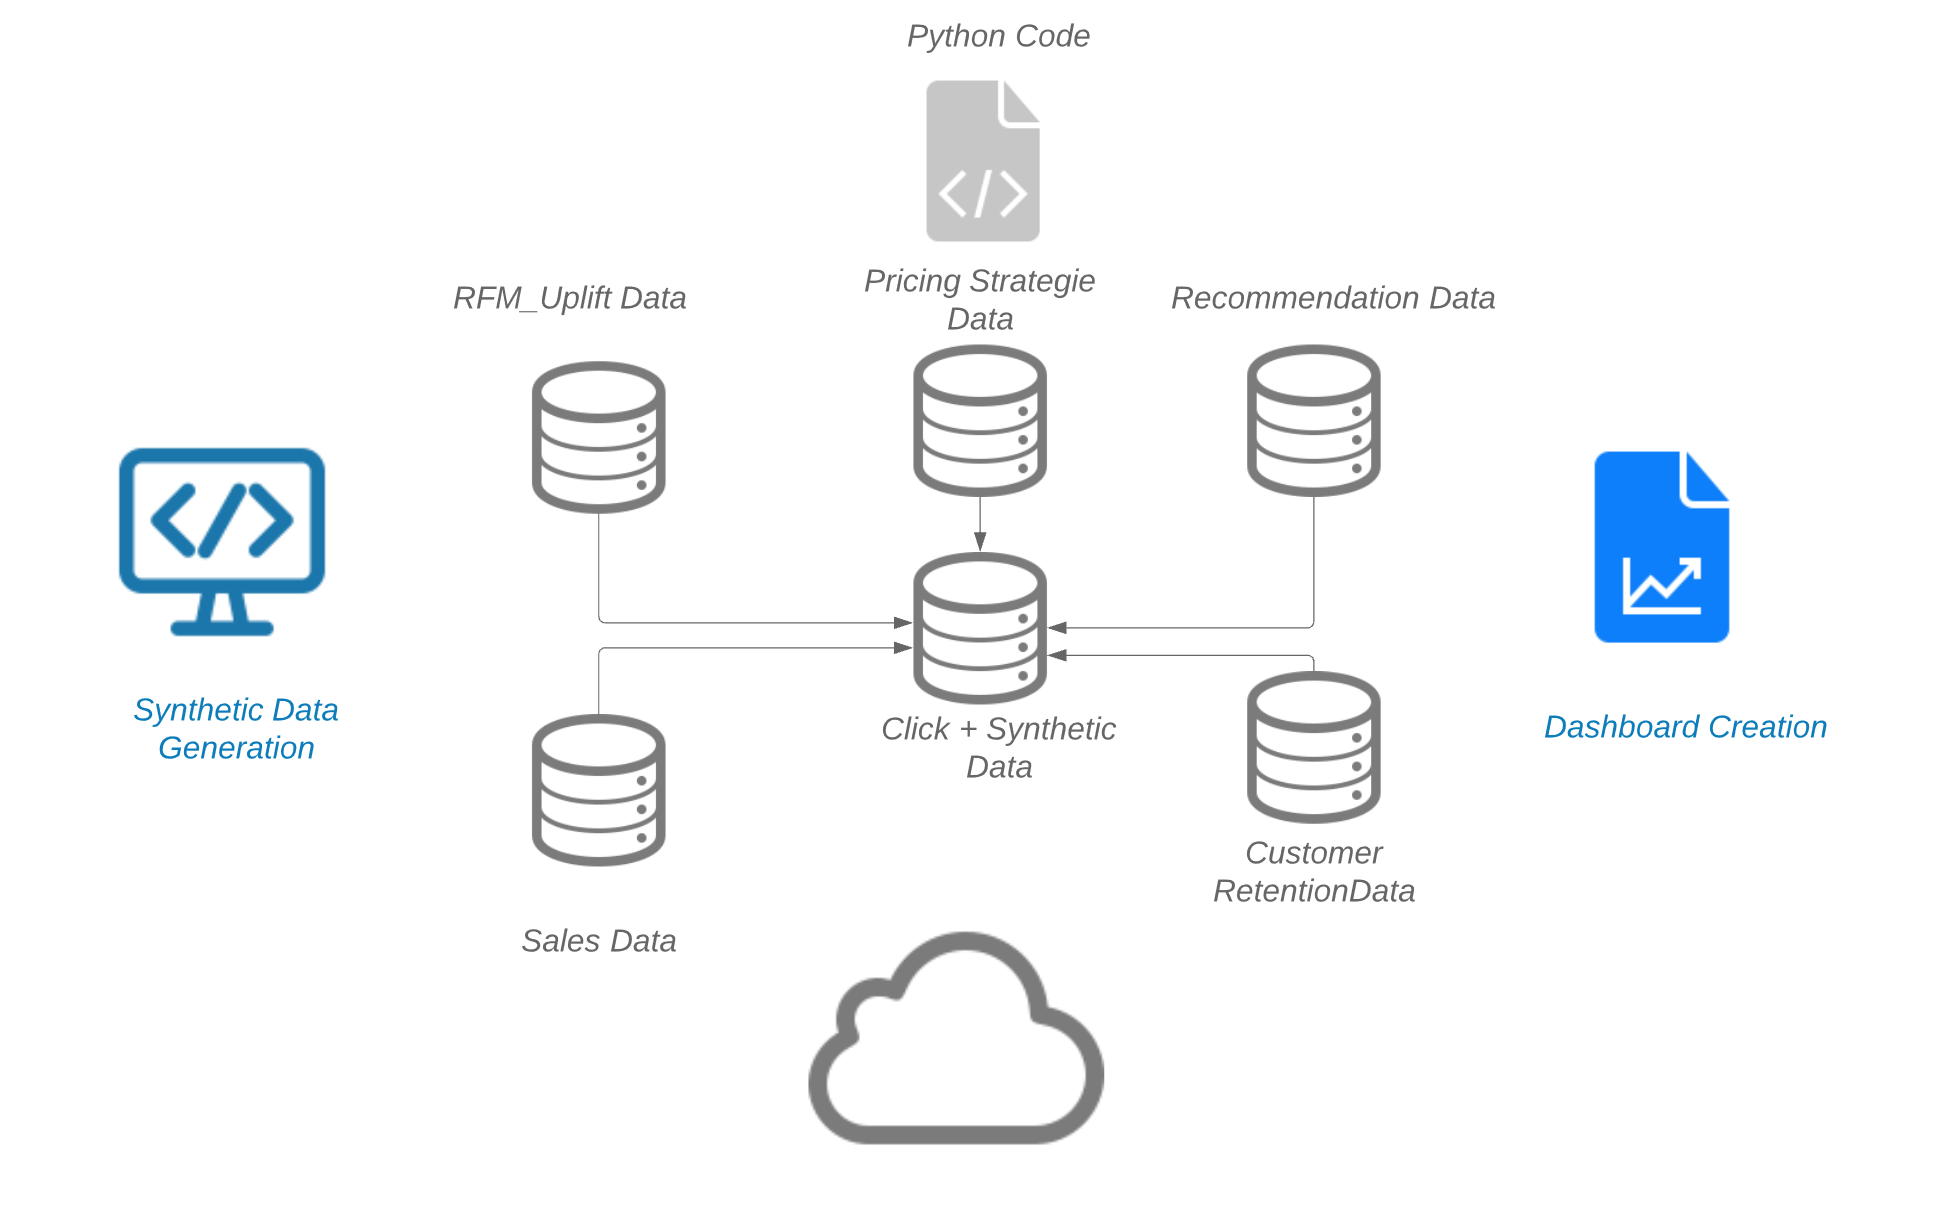 Python Code
RFM_Uplift Data
Pricing Strategie
Data
Recommendation Data
Synthetic Data
Generation
Click + Synthetic
Data
Dashboard Creation
Customer
RetentionData
Sales Data